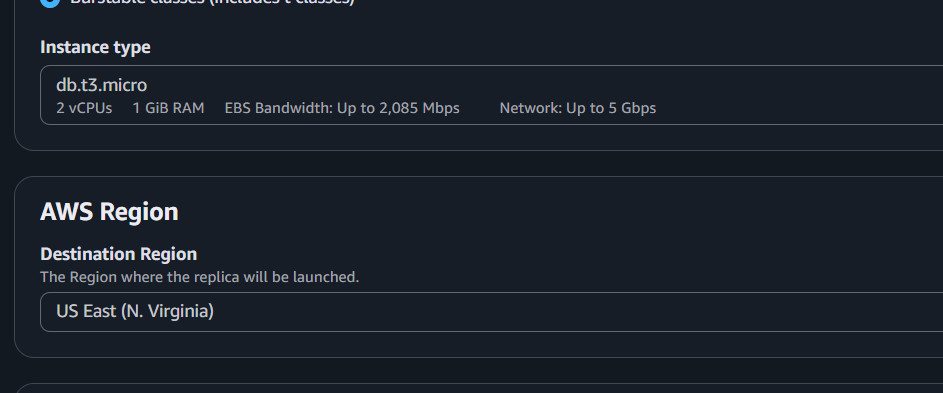 Burstable classes (includes t classes)
Instance type
db.t3.micro
2 vCPUs 1 GiB RAM EBS Bandwidth: Up to 2,085 Mbps Network: Up to 5 Gbps
AWS Region
Destination Region
The Region where the replica will be launched.
US East (N. Virginia)